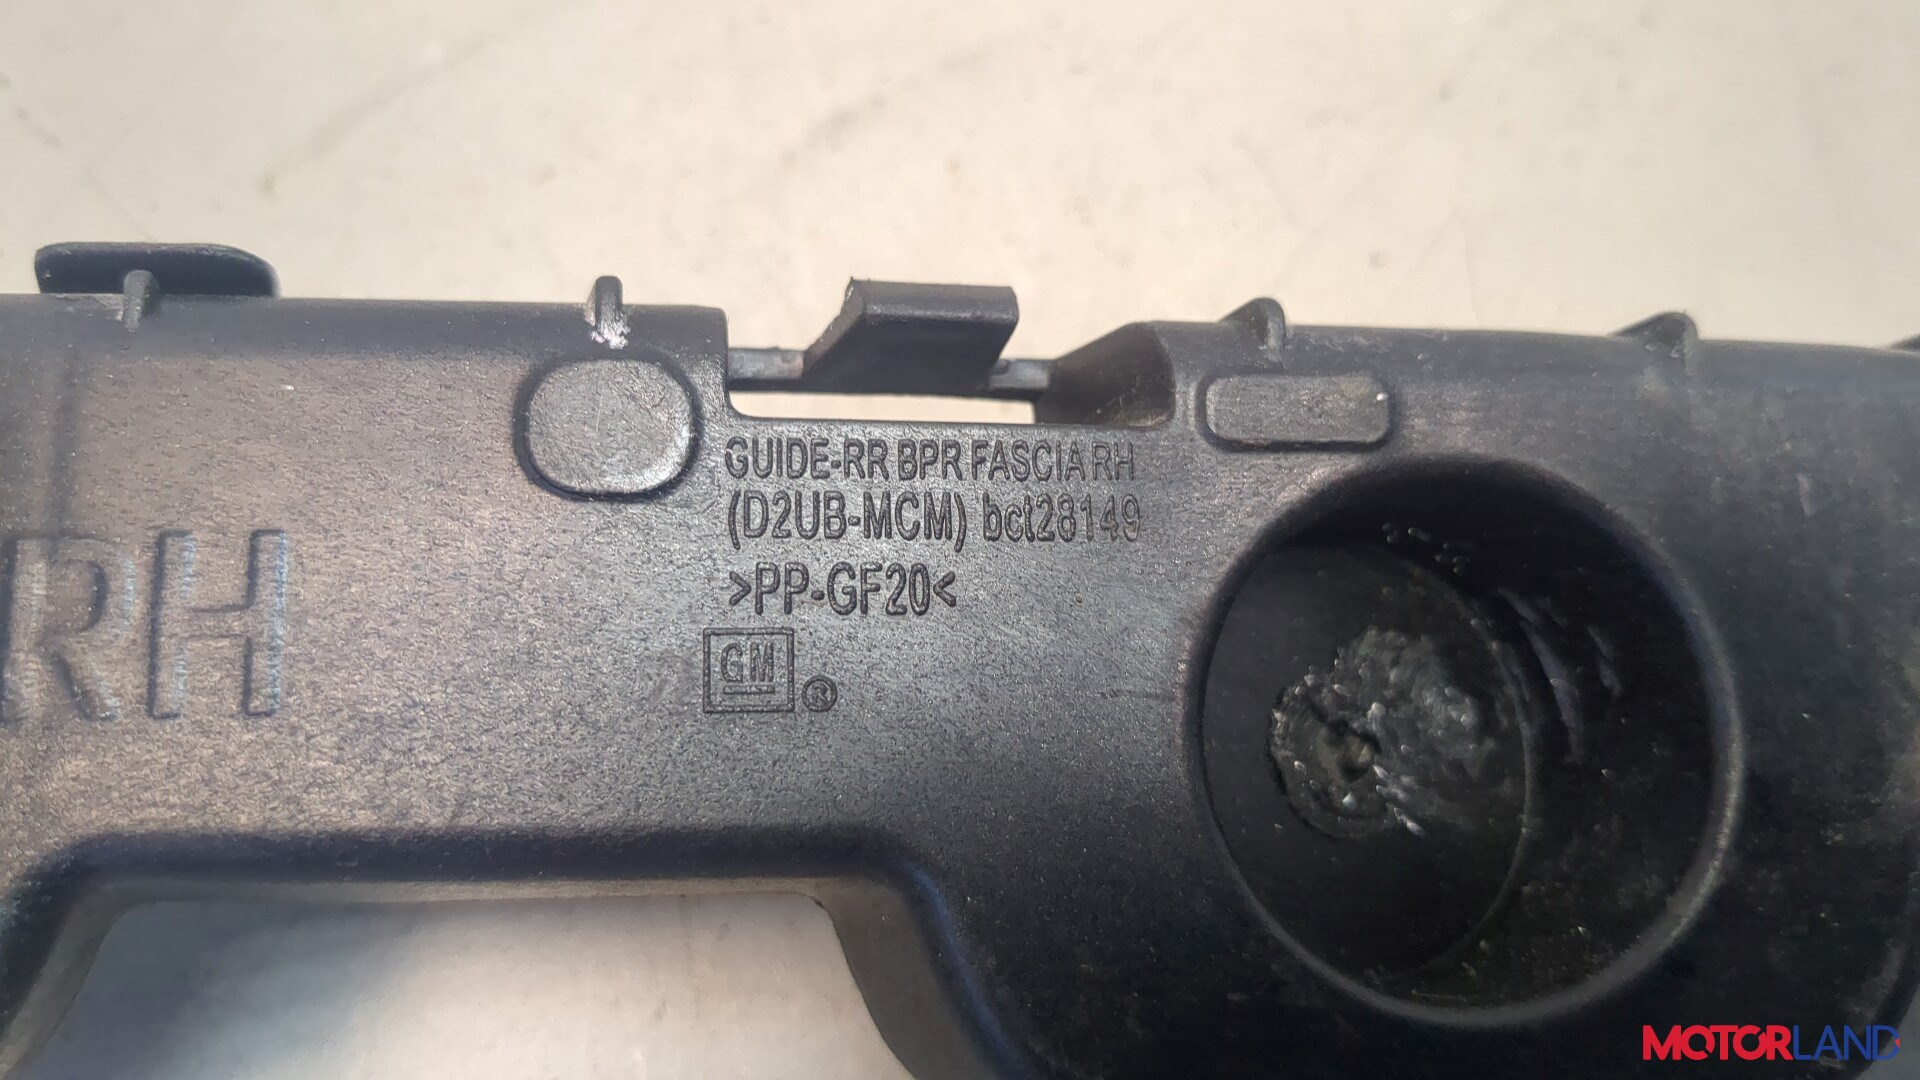 GUIDE-RR BPR FASCIA RH
(D2UB-MCM) bct28149
>PP-GF20<
RH
GM ®
MOTORLAND